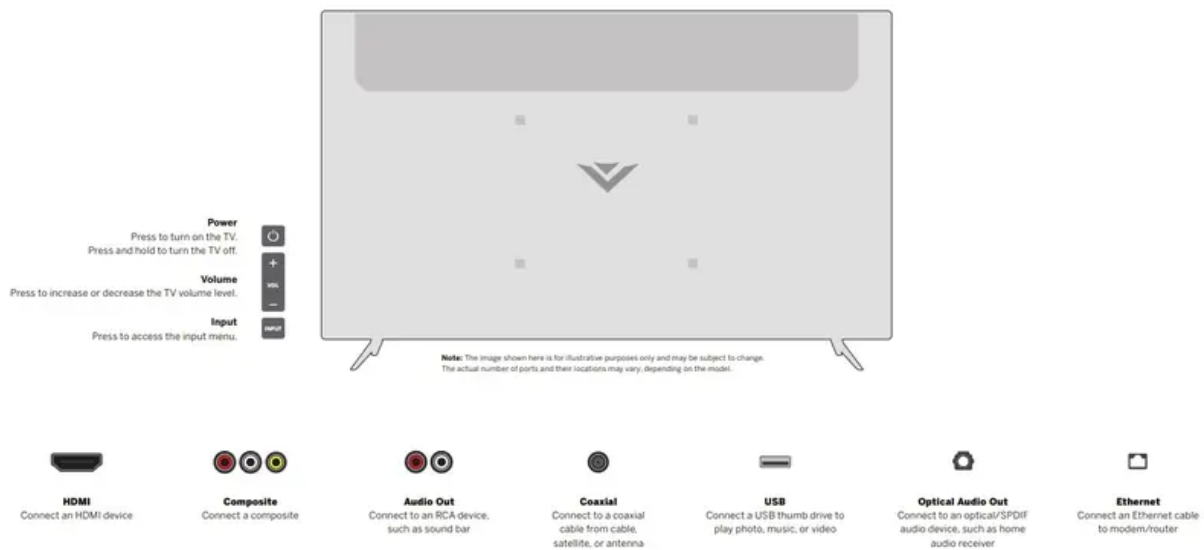 Power
Press to turn on the TV.
Press and hold to turn the TV off.
Volume
Press to increase or decrease the TV volume level.
Input
Press to access the input menu.
+
VOL
–
INPUT
Note: The image shown here is for illustrative purposes only and may be subject to change.
The actual number of ports and their locations may vary, depending on the model.
HDMI
Connect an HDMI device
Composite
Connect a composite
Audio Out
Connect to an RCA device,
such as sound bar
Coaxial
Connect to a coaxial
cable from cable,
satellite, or antenna
USB
Connect a USB thumb drive to
play photo, music, or video
Optical Audio Out
Connect to an optical/SPDIF
audio device, such as home
audio receiver
Ethernet
Connect an Ethernet cable
to modem/router